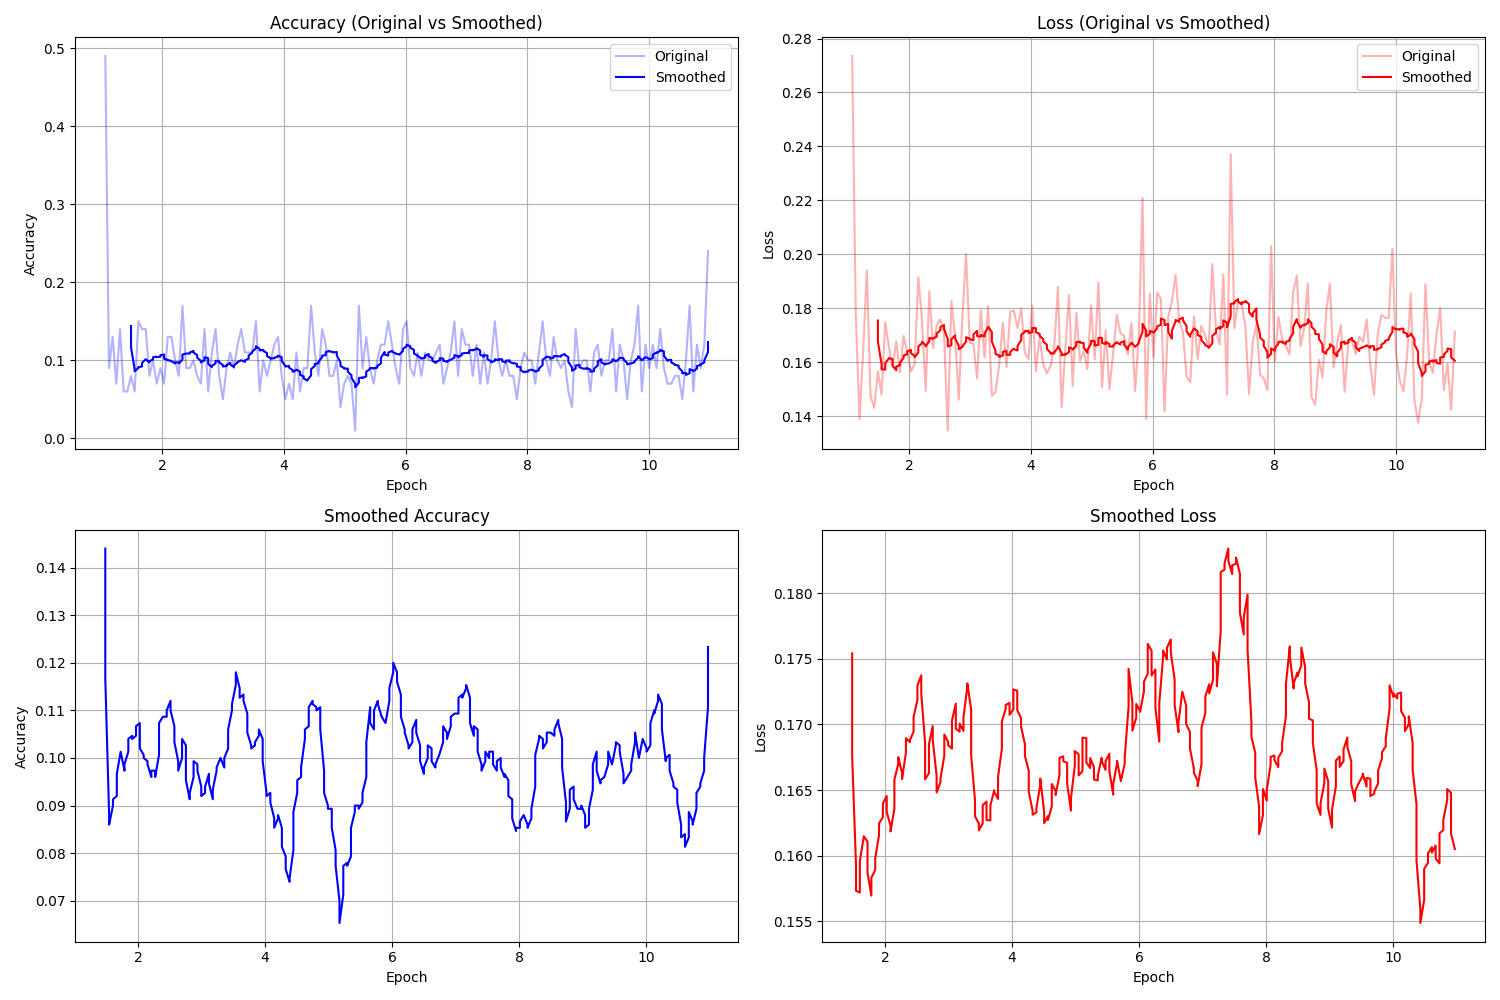 Accuracy (Original vs Smoothed)
0.5
0.4
0.3
0.2
0.1
0.0
Accuracy
Original
Smoothed
2 4 6 8 10
Epoch
Loss (Original vs Smoothed)
0.28
0.26
0.24
0.22
0.20
0.18
0.16
0.14
Loss
Original
Smoothed
2 4 6 8 10
Epoch
Smoothed Accuracy
0.14
0.13
0.12
0.11
0.10
0.09
0.08
0.07
Accuracy
2 4 6 8 10
Epoch
Smoothed Loss
0.180
0.175
0.170
0.165
0.160
0.155
Loss
2 4 6 8 10
Epoch